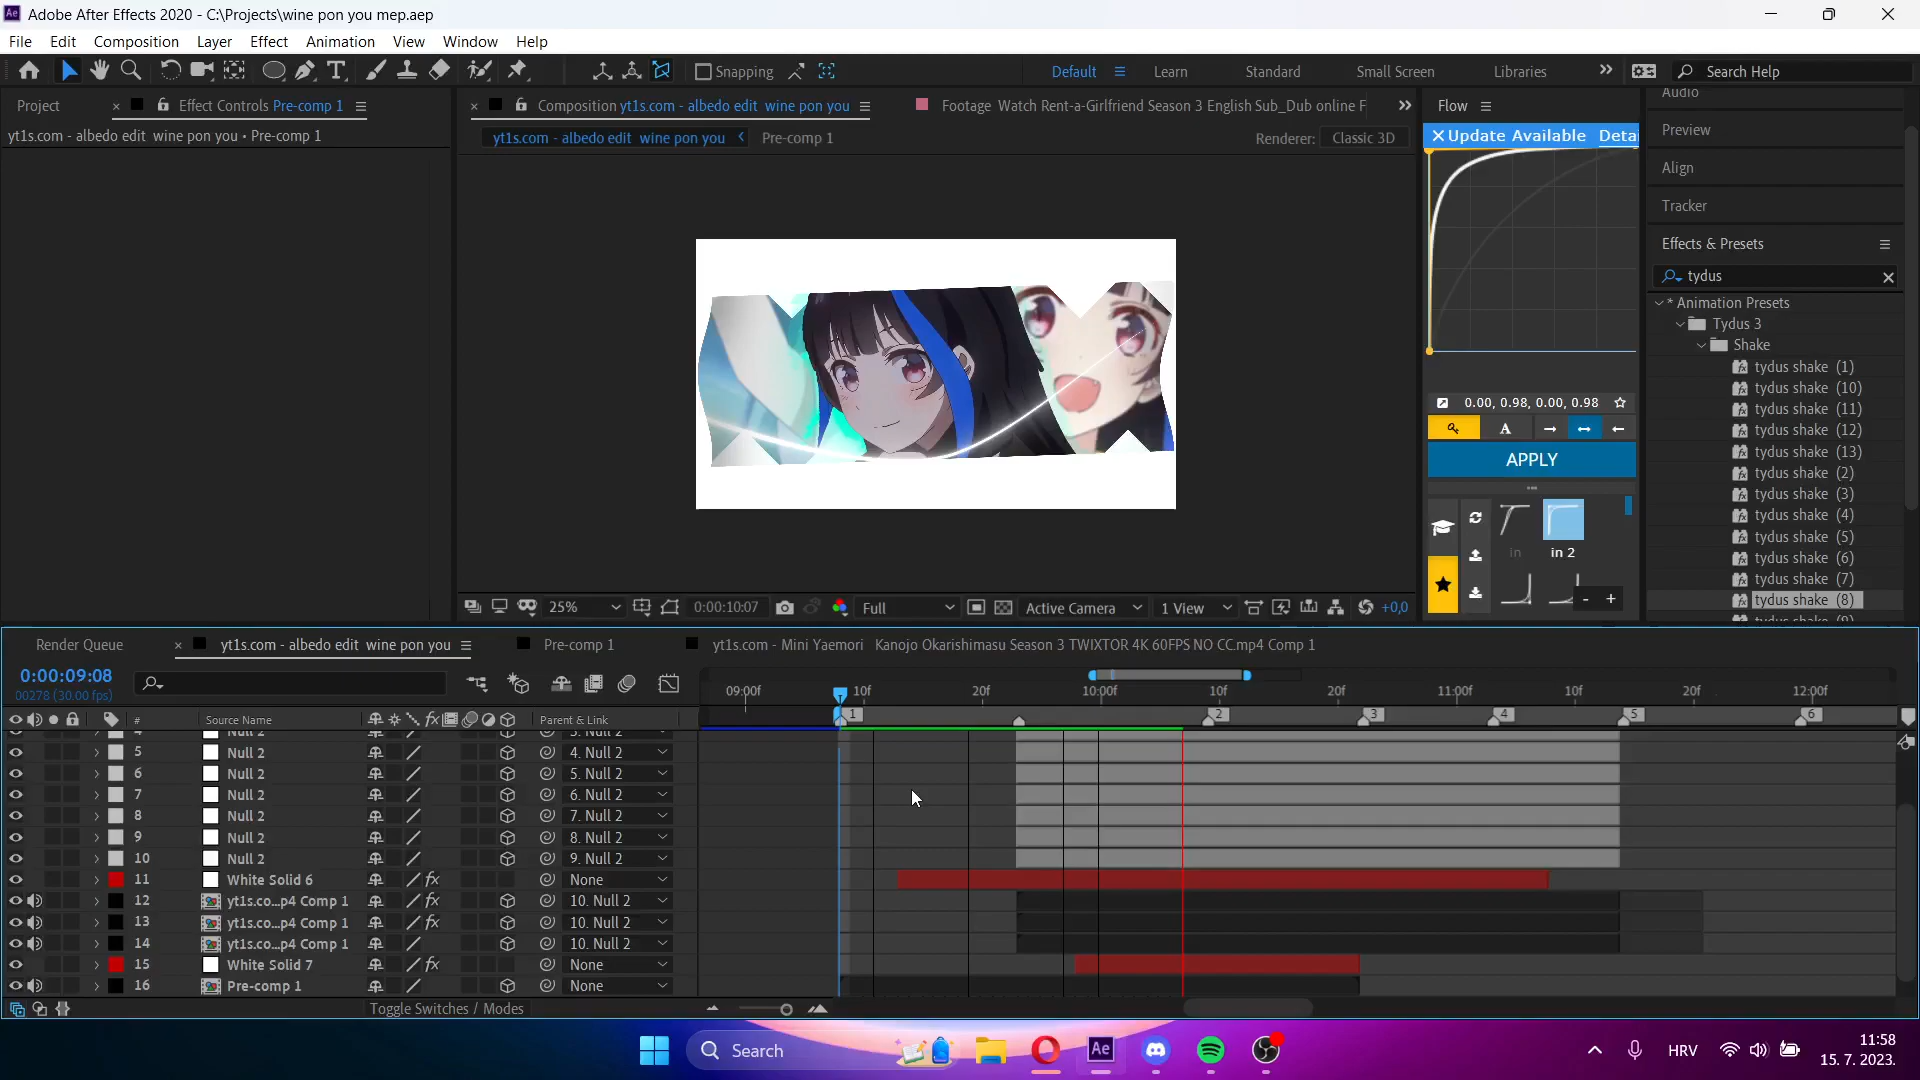 Adobe After Effects 2020 - C:\Projects\wine pon you mep.aep
File Edit Composition Layer Effect Animation View Window Help
Snapping
Default Learn Standard Small Screen Libraries Search Help
Project
Effect Controls Pre-comp 1
yt1s.com - albedo edit wine pon you • Pre-comp 1
Composition yt1s.com - albedo edit wine pon you
Footage Watch Rent-a-Girlfriend Season 3 English Sub_Dub online F
yt1s.com - albedo edit wine pon you
Pre-comp 1
Renderer: Classic 3D
25%
0:00:10:07
Full
Active Camera
1 View
+0,0
Flow
Update Available Detai
0.00, 0.98, 0.00, 0.98
A
APPLY
in
in 2
- +
Audio
Preview
Align
Tracker
Effects & Presets
tydus
* Animation Presets
Tydus 3
Shake
tydus shake (1)
tydus shake (10)
tydus shake (11)
tydus shake (12)
tydus shake (13)
tydus shake (2)
tydus shake (3)
tydus shake (4)
tydus shake (5)
tydus shake (6)
tydus shake (7)
tydus shake (8)
Render Queue
yt1s.com - albedo edit wine pon you
Pre-comp 1
yt1s.com - Mini Yaemori Kanojo Okarishimasu Season 3 TWIXTOR 4K 60FPS NO CC.mp4 Comp 1
0:00:09:08
00278 (30.00 fps)
09:00f 10f 20f 10:00f 10f 20f 11:00f 10f 20f 12:00f
1 2 3 4 5 6
# Source Name Parent & Link
5 Null 2 4. Null 2
6 Null 2 5. Null 2
7 Null 2 6. Null 2
8 Null 2 7. Null 2
9 Null 2 8. Null 2
10 Null 2 9. Null 2
11 White Solid 6 fx None
12 yt1s.co...p4 Comp 1 fx 10. Null 2
13 yt1s.co...p4 Comp 1 fx 10. Null 2
14 yt1s.co...p4 Comp 1 10. Null 2
15 White Solid 7 fx None
16 Pre-comp 1 None
Toggle Switches / Modes
Search
Ae
HRV
11:58
15. 7. 2023.